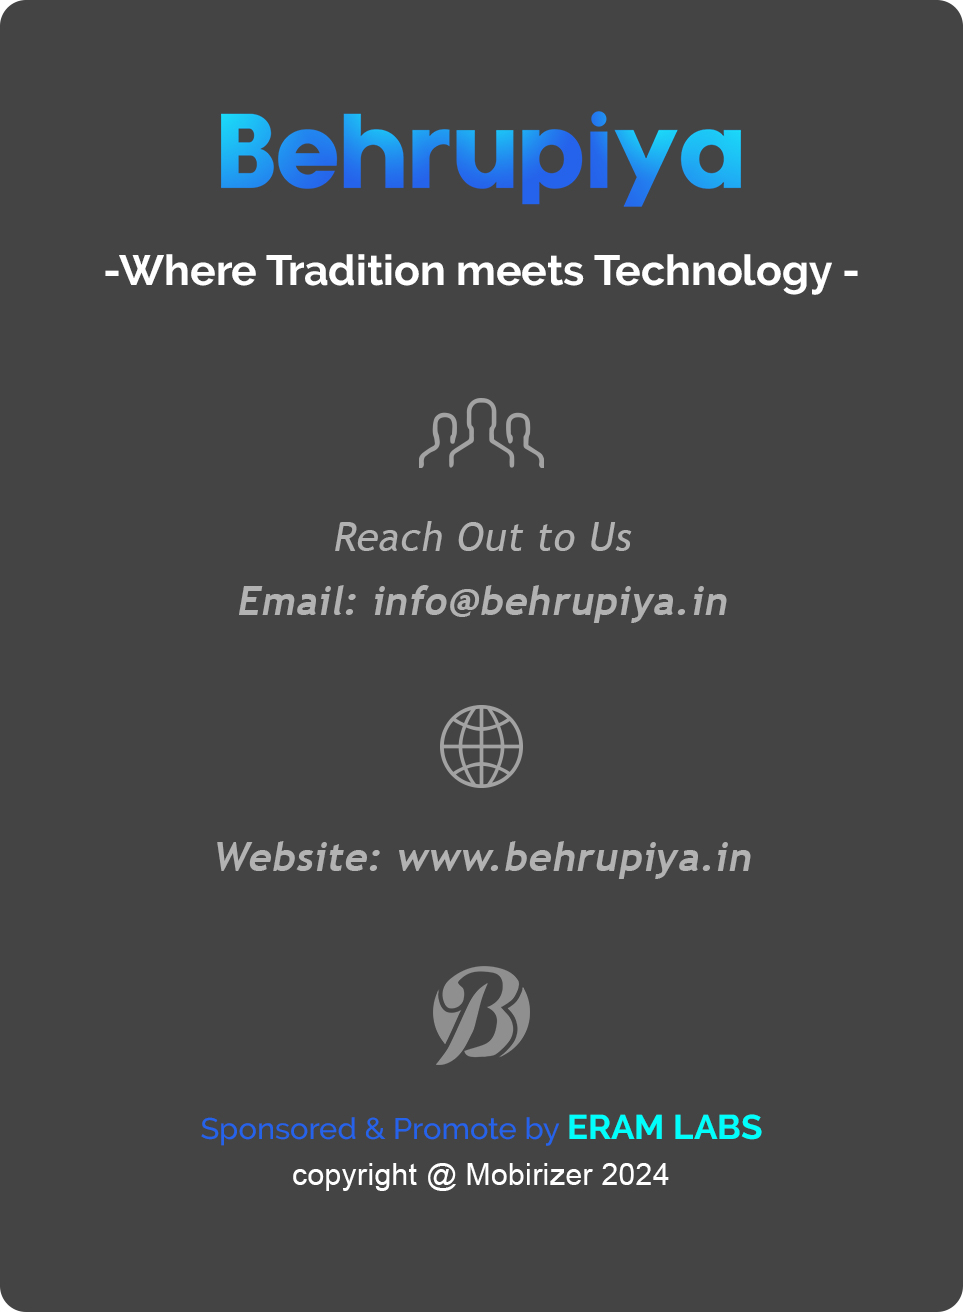 Behrupiya
-Where Tradition meets Technology -
Reach Out to Us
Email: info@behrupiya.in
Website: www.behrupiya.in
B
Sponsored & Promote by ERAM LABS
copyright @ Mobirizer 2024